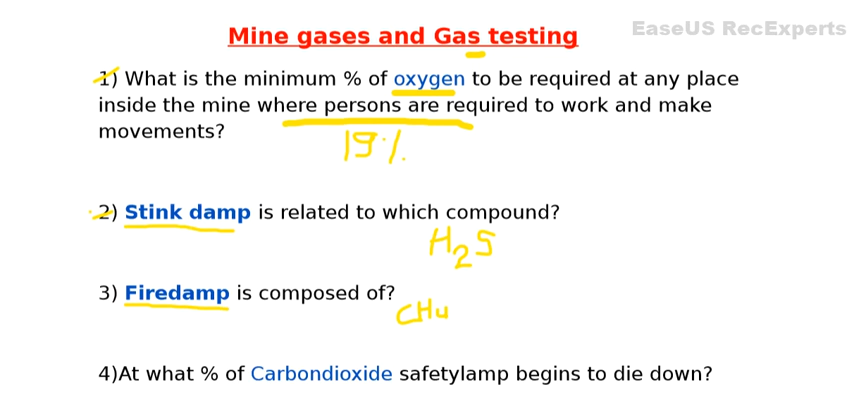 EaseUS RecExperts
Mine gases and Gas testing
1) What is the minimum % of oxygen to be required at any place
inside the mine where persons are required to work and make
movements?
19%
2) Stink damp is related to which compound?
H2S
3) Firedamp is composed of?
CH4
4)At what % of Carbondioxide safetylamp begins to die down?